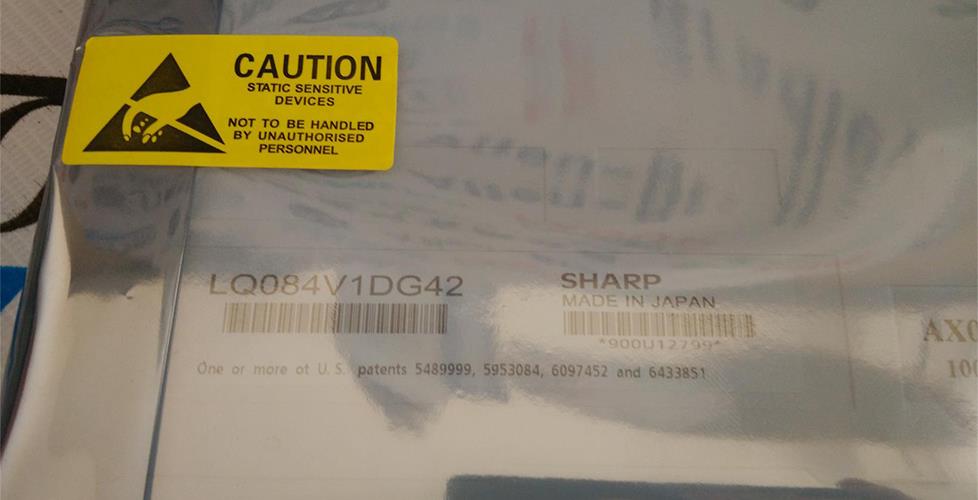 CAUTION
STATIC SENSITIVE
DEVICES
NOT TO BE HANDLED
BY UNAUTHORISED
PERSONNEL
LQ084V1DG42
SHARP
MADE IN JAPAN
*900U12799*
One or more ot U. S. patents 5489999, 5953084, 6097452 and 6433851